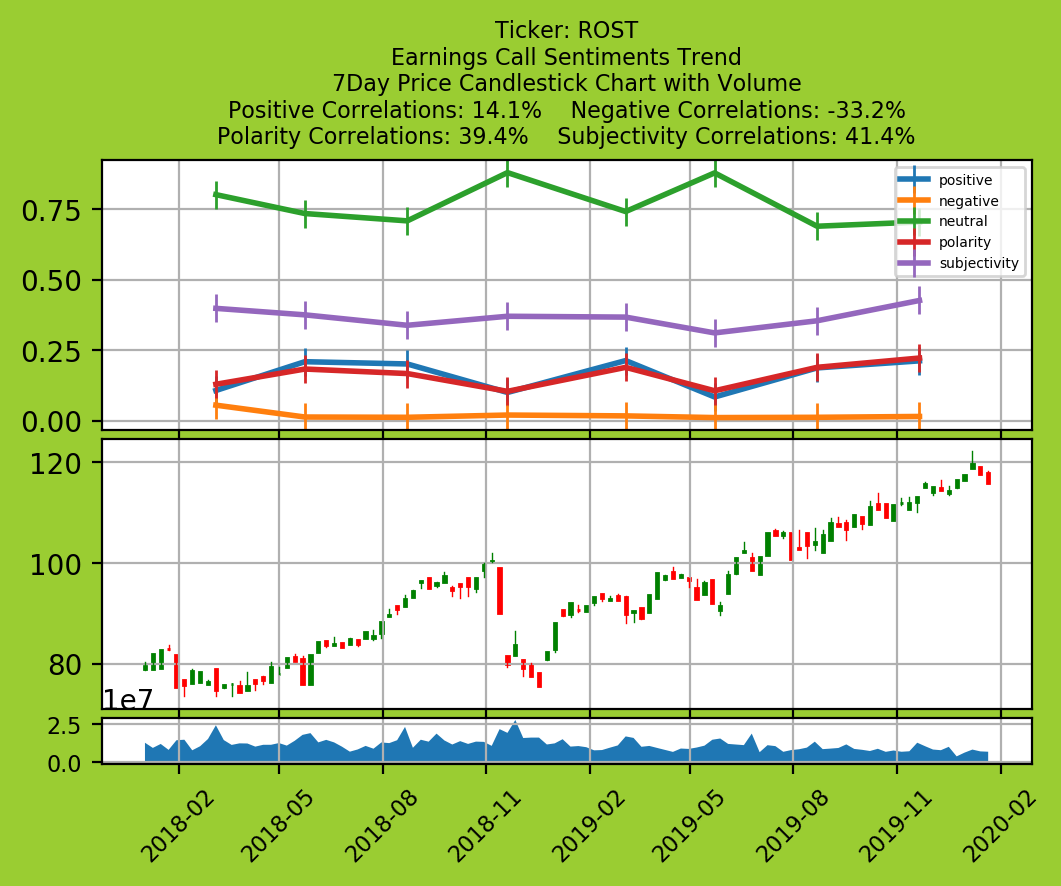 Ticker: ROST
Earnings Call Sentiments Trend
7Day Price Candlestick Chart with Volume
Positive Correlations: 14.1%    Negative Correlations: -33.2%
Polarity Correlations: 39.4%    Subjectivity Correlations: 41.4%
positive
negative
neutral
polarity
subjectivity
0.75
0.50
0.25
0.00
120
100
80
1e7
2.5
0.0
2018-02
2018-05
2018-08
2018-11
2019-02
2019-05
2019-08
2019-11
2020-02